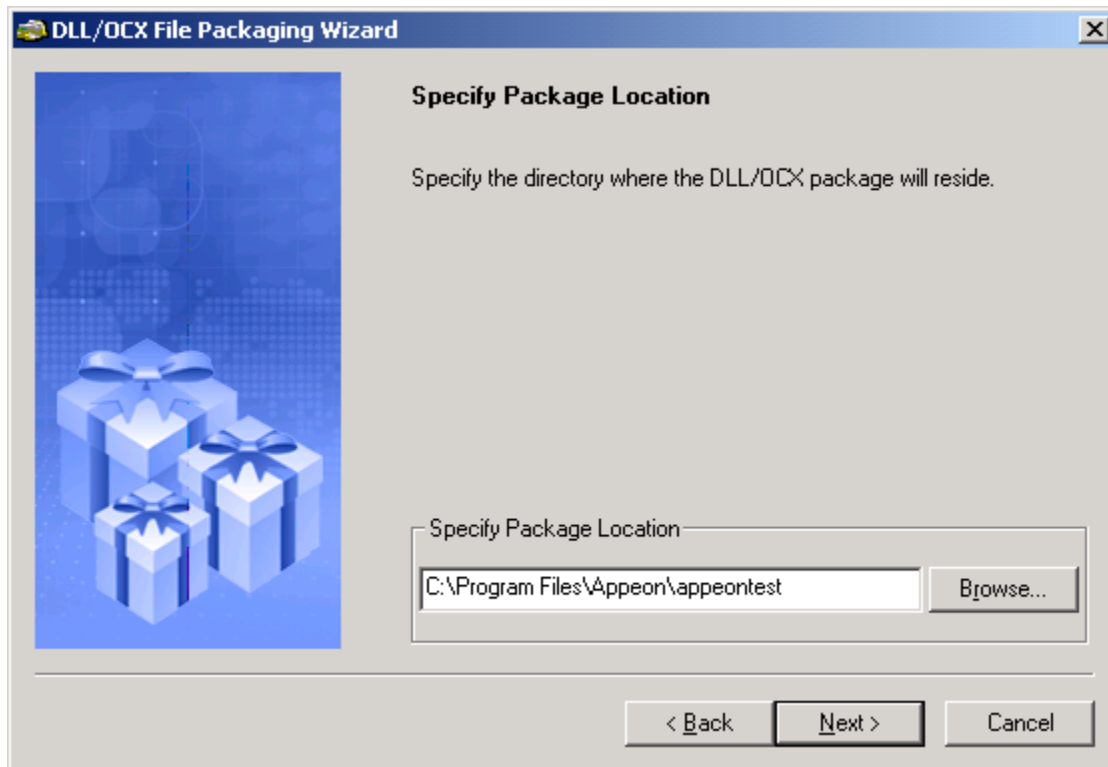 DLL/OCX File Packaging Wizard
Specify Package Location
Specify the directory where the DLL/OCX package will reside.
Specify Package Location
C:\Program Files\Appeon\appeontest
Browse...
< Back
Next >
Cancel